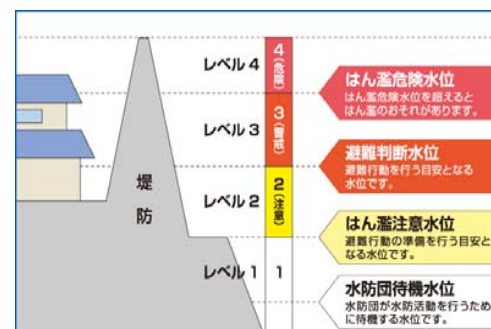 レベル4
4(危険)
はん濫危険水位
はん濫危険水位を超えると
はん濫のおそれがあります。
レベル3
3(警戒)
避難判断水位
避難行動を行う目安となる
水位です。
堤防
レベル2
2(注意)
はん濫注意水位
避難行動の準備を行う目安と
なる水位です。
レベル1
1
水防団待機水位
水防団が水防活動を行うため
に待機する水位です。